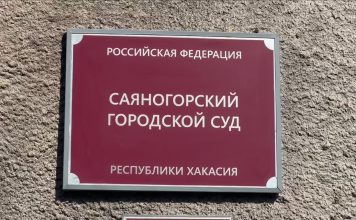 РОССИЙСКАЯ ФЕДЕРАЦИЯ
САЯНОГОРСКИЙ
ГОРОДСКОЙ СУД
РЕСПУБЛИКИ ХАКАСИЯ